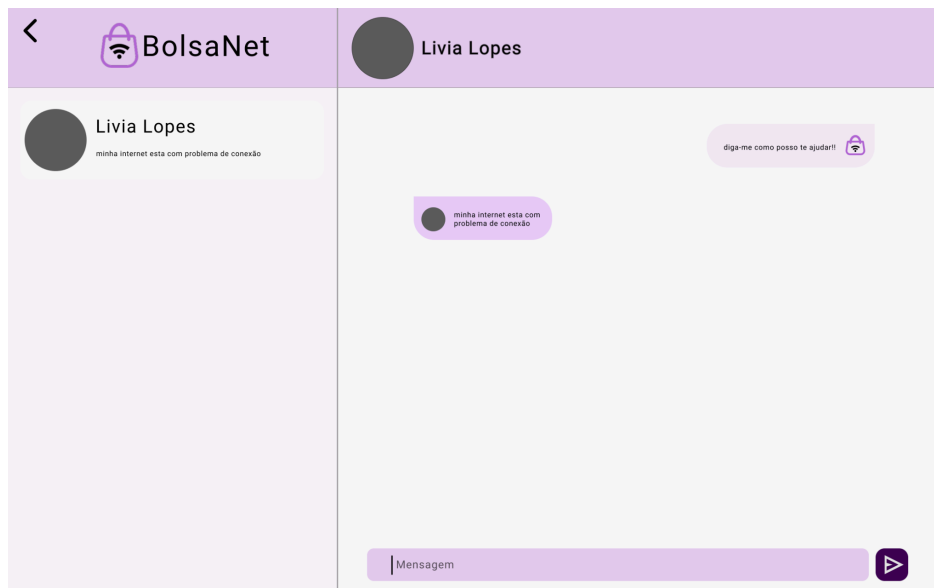 BolsaNet
Livia Lopes
minha internet esta com problema de conexão
Livia Lopes
diga-me como posso te ajudar!!
minha internet esta com
problema de conexão
Mensagem